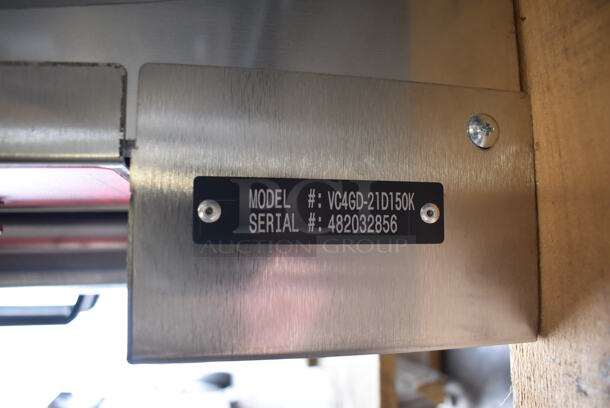 MODEL #: VC4GD-21D150K
SERIAL #: 482032856
AUCTION GROUP